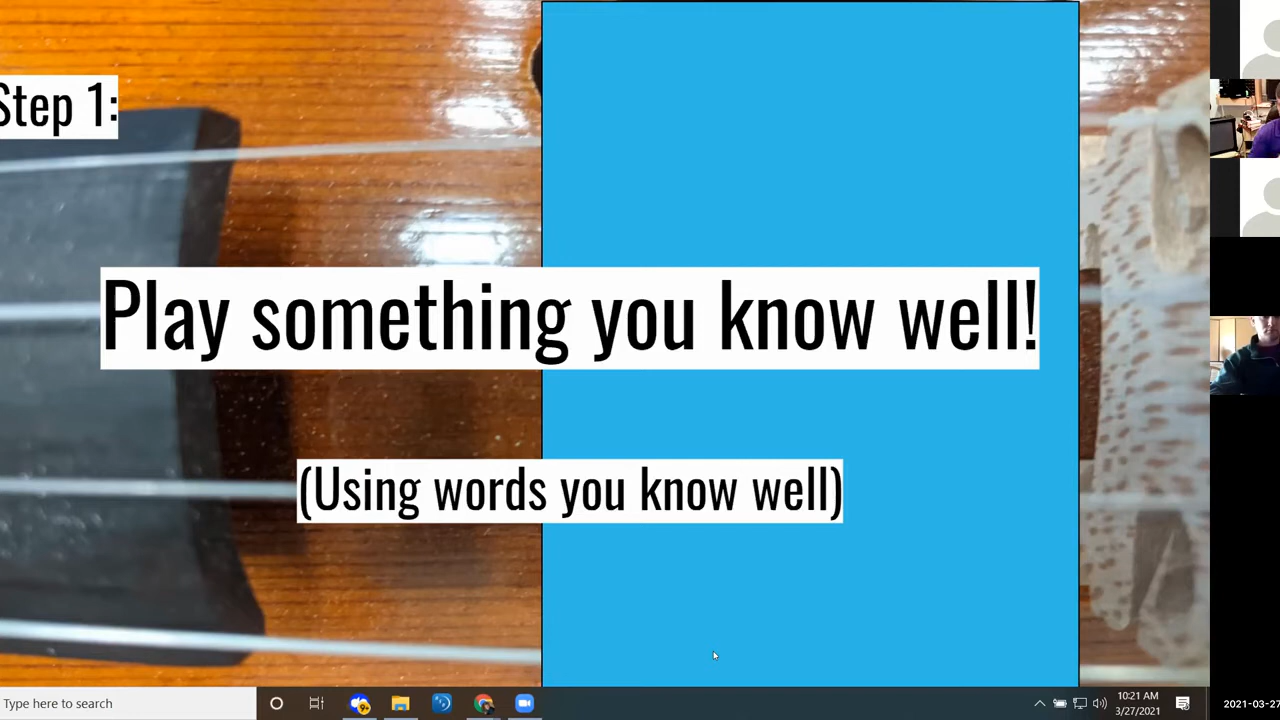 Step 1:
Play something you know well!
(Using words you know well)
Type here to search
9+
10:21 AM
3/27/2021
2021-03-27